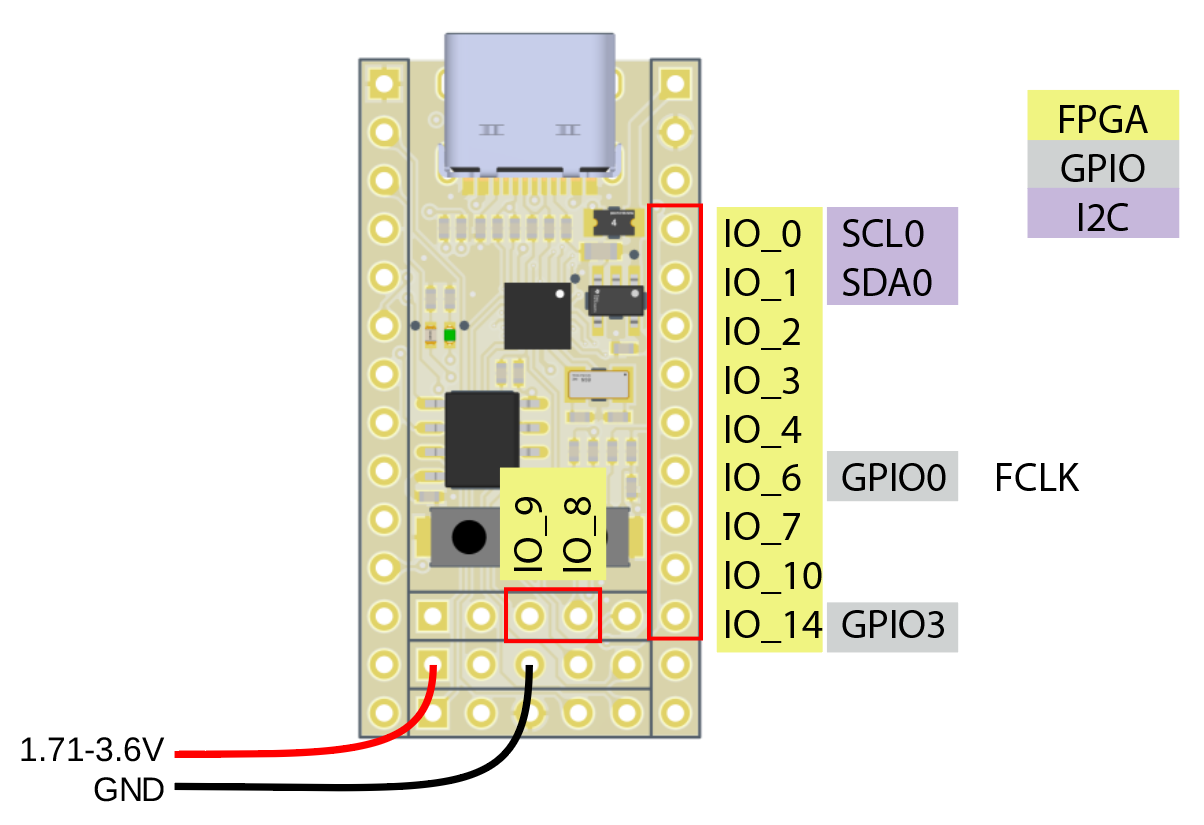 FPGA
GPIO
I2C
4
IO_0 SCL0
IO_1 SDA0
IO_2
IO_3
IO_4
IO_6 GPIO0 FCLK
IO_7
IO_10
IO_14 GPIO3
IO_9
IO_8
1.71-3.6V
GND